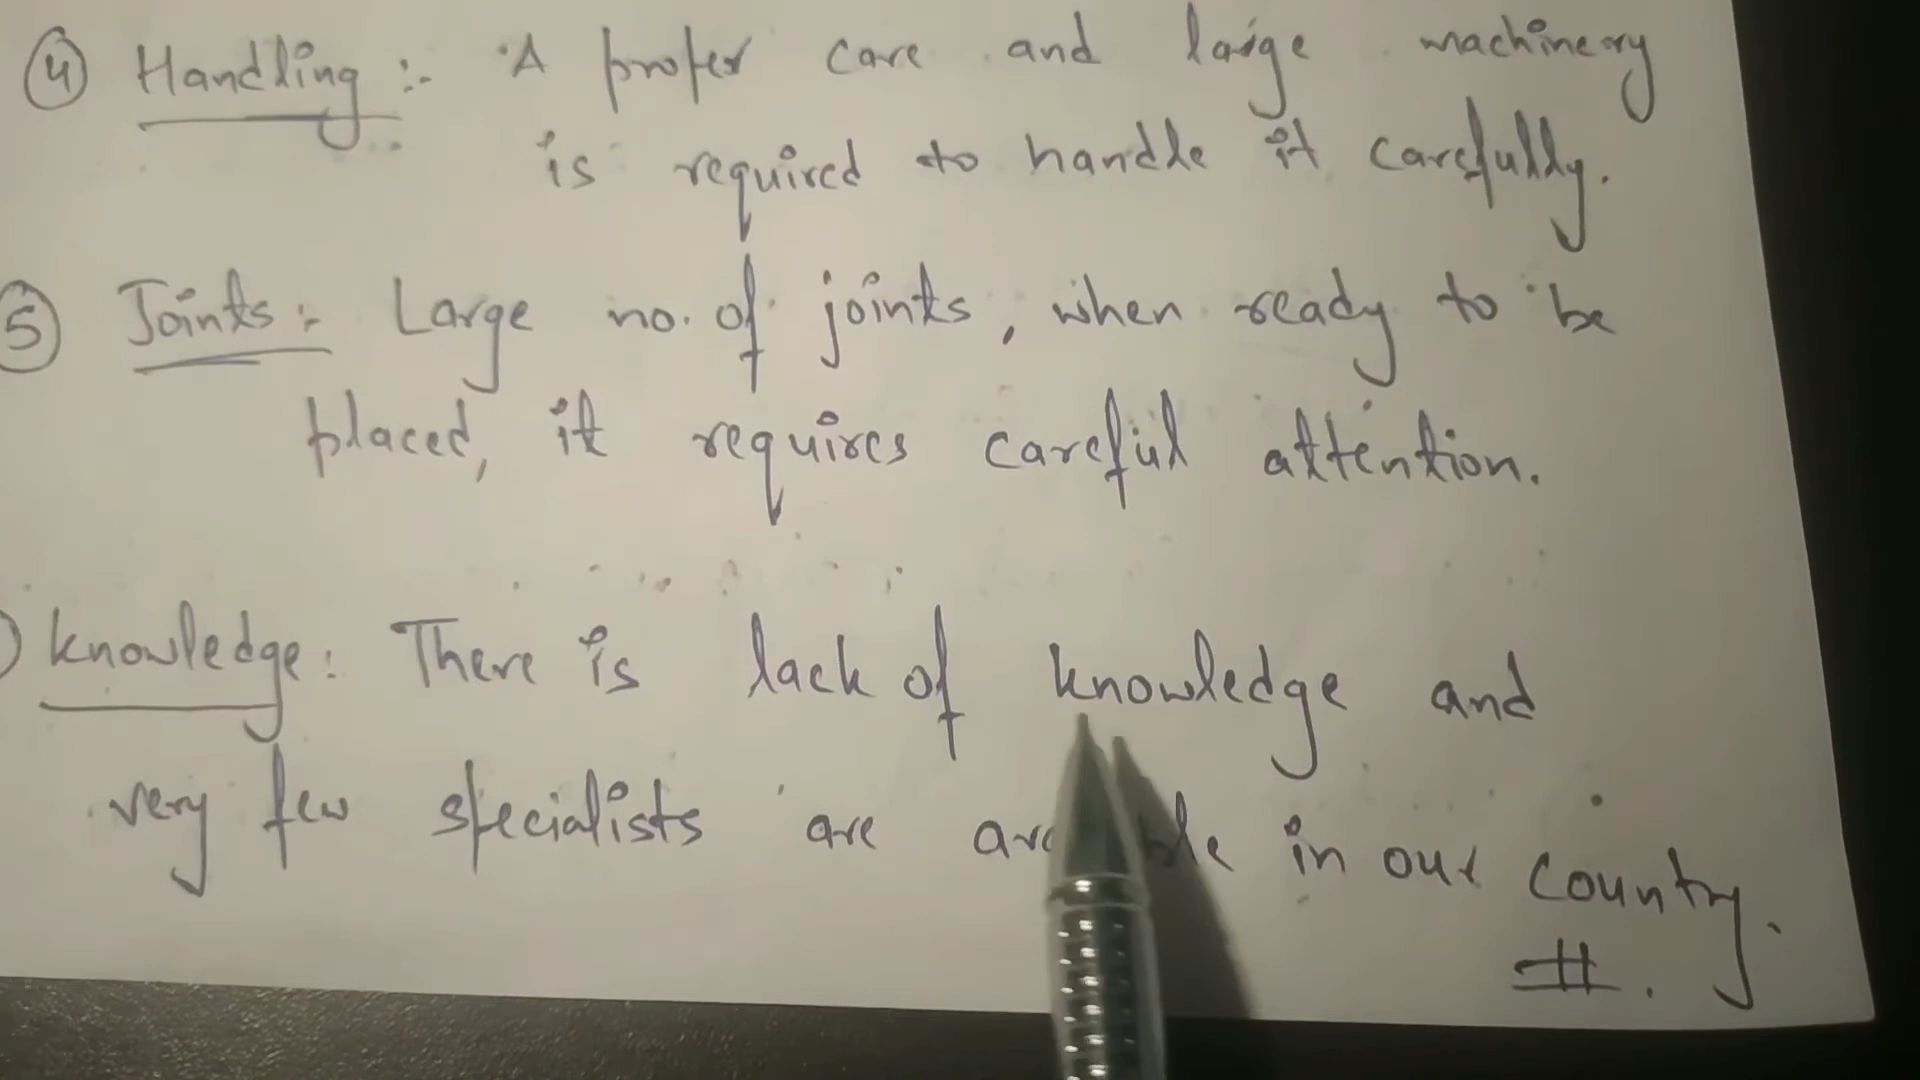 ④ Handling :- A proper care and large machinery
is required to handle it carefully.
⑤ Joints :- Large no. of joints, when ready to be
placed, it requires careful attention.
) Knowledge: There is lack of knowledge and
very few specialists are in our country.